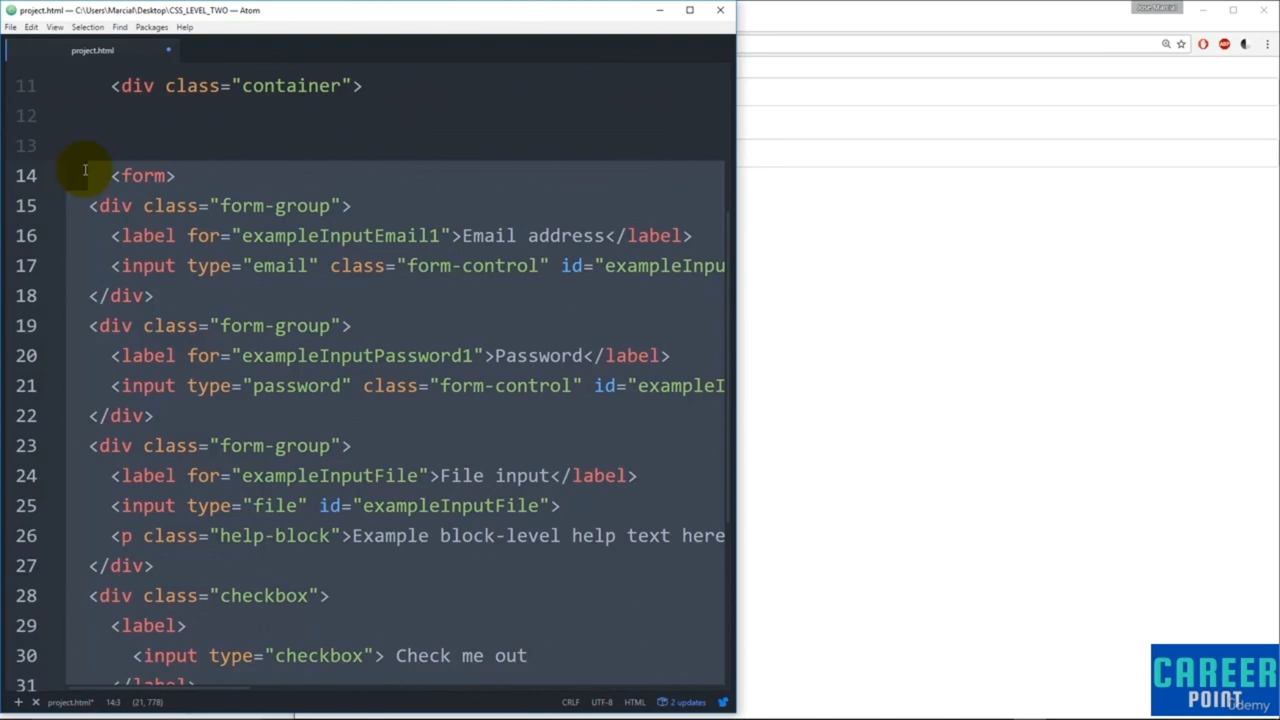 project.html — C:\Users\Marcial\Desktop\CSS_LEVEL_TWO — Atom
Jose Marcial
File Edit View Selection Find Packages Help
project.html
11 <div class="container">
12
13
14 <form>
15 <div class="form-group">
16 <label for="exampleInputEmail1">Email address</label>
17 <input type="email" class="form-control" id="exampleInpu
18 </div>
19 <div class="form-group">
20 <label for="exampleInputPassword1">Password</label>
21 <input type="password" class="form-control" id="exampleI
22 </div>
23 <div class="form-group">
24 <label for="exampleInputFile">File input</label>
25 <input type="file" id="exampleInputFile">
26 <p class="help-block">Example block-level help text here
27 </div>
28 <div class="checkbox">
29 <label>
30 <input type="checkbox"> Check me out
31 </label>
project.html* 14:3 (21, 778) CRLF UTF-8 HTML 2 updates
CAREER
POINT
Udemy